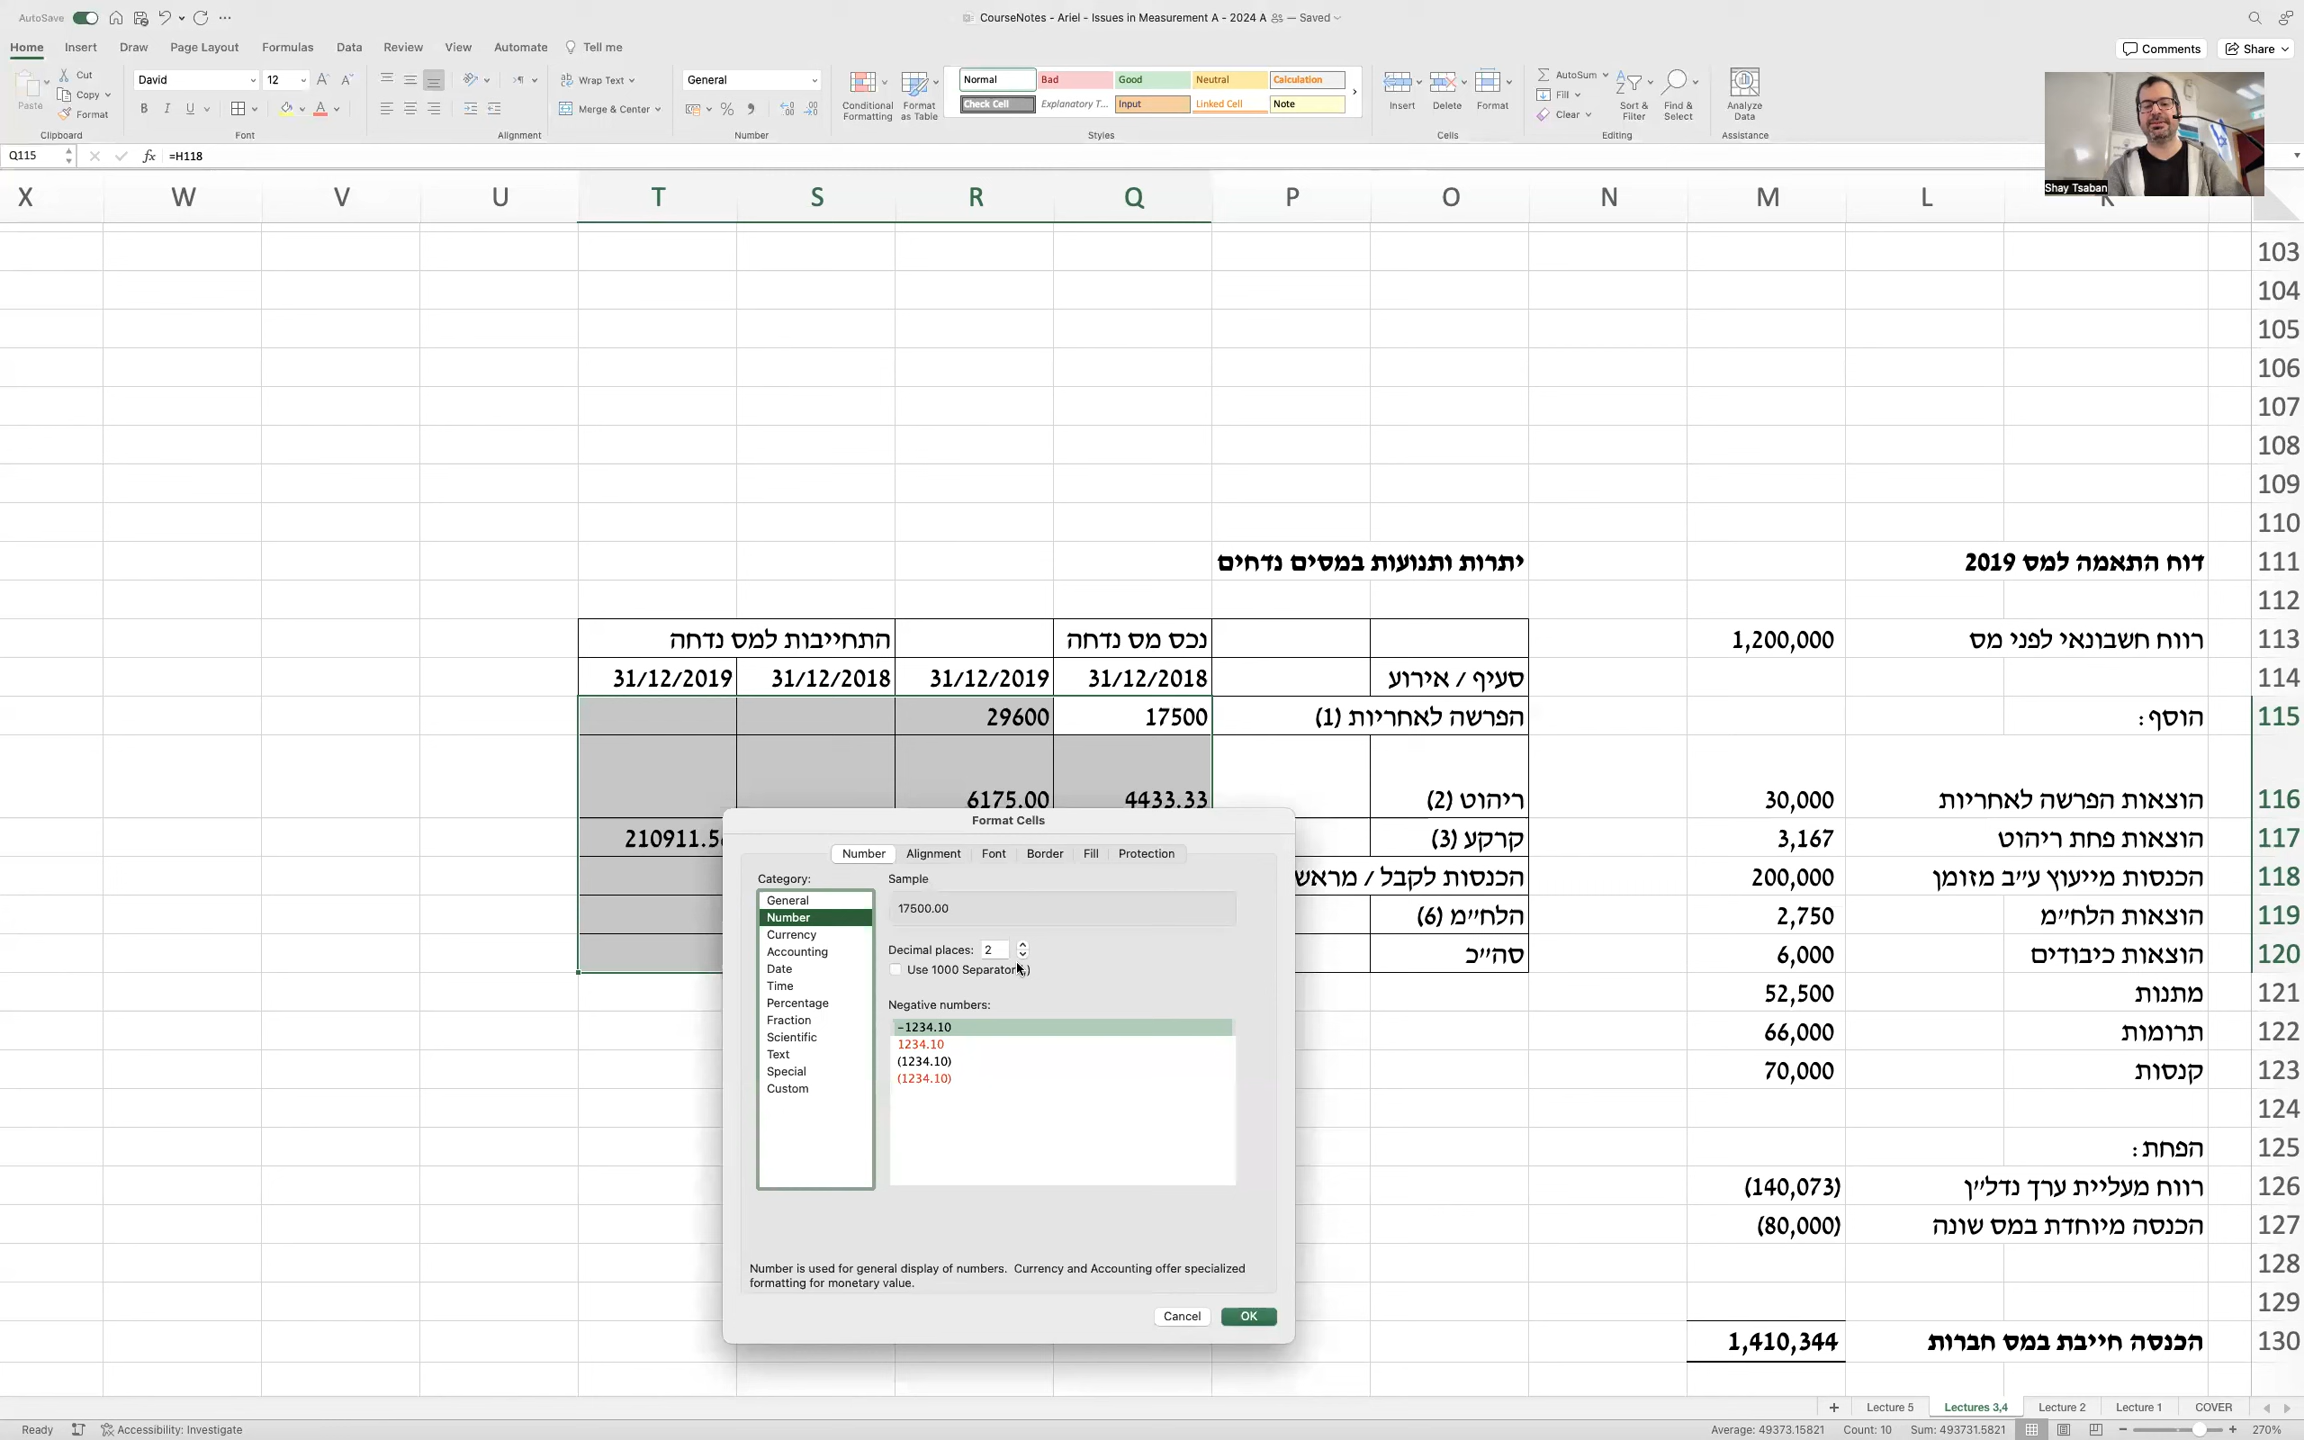 AutoSave
CourseNotes - Ariel - Issues in Measurement A - 2024 A — Saved
Home Insert Draw Page Layout Formulas Data Review View Automate Tell me
Comments Share
Paste Cut Copy Format
Clipboard
David 12
Font
Wrap Text
Merge & Center
Alignment
General
Number
Conditional Formatting
Format as Table
Normal Bad Good Neutral Calculation
Check Cell Explanatory T... Input Linked Cell Note
Styles
Insert Delete Format
Cells
AutoSum
Fill
Clear
Sort & Filter
Find & Select
Editing
Analyze Data
Assistance
Shay Tsaban
Q115 fx =H118
X W V U T S R Q P O N M L K
103
104
105
106
107
108
109
110
111 דוח התאמה למס 2019 יתרות ותנועות במסים נדחים
112
113 רווח חשבונאי לפני מס 1,200,000 נכס מס נדחה התחייבות למס נדחה
114 סעיף / אירוע 31/12/2018 31/12/2019 31/12/2018 31/12/2019
115 הוסף: הפרשה לאחריות (1) 17500 29600
116 הוצאות הפרשה לאחריות 30,000 ריהוט (2) 4433.33 6175.00
117 הוצאות פחת ריהוט 3,167 קרקע (3) 210911.5
118 הכנסות מייעוץ ע״ב מזומן 200,000 הכנסות לקבל / מראש
119 הוצאות הלח״מ 2,750 הלח״מ (6)
120 הוצאות כיבודים 6,000 סה״כ
121 מתנות 52,500
122 תרומות 66,000
123 קנסות 70,000
124
125 הפחת:
126 רווח מעליית ערך נדל״ן (140,073)
127 הכנסה מיוחדת במס שונה (80,000)
128
129
130 הכנסה חייבת במס חברות 1,410,344
Format Cells
Number Alignment Font Border Fill Protection
Category:
General
Number
Currency
Accounting
Date
Time
Percentage
Fraction
Scientific
Text
Special
Custom
Sample
17500.00
Decimal places: 2
Use 1000 Separator
Negative numbers:
-1234.10
1234.10
(1234.10)
(1234.10)
Number is used for general display of numbers. Currency and Accounting offer specialized
formatting for monetary value.
Cancel OK
+ Lecture 5 Lectures 3,4 Lecture 2 Lecture 1 COVER
Ready Accessibility: Investigate Average: 49373.15821 Count: 10 Sum: 493731.5821 270%